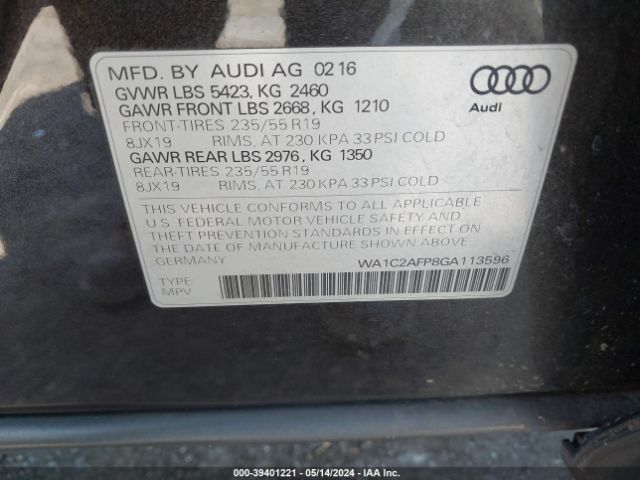 MFD. BY AUDI AG 02 16
GVWR LBS 5423, KG 2460
GAWR FRONT LBS 2668, KG 1210
FRONT-TIRES 235/55 R19
8JX19 RIMS, AT 230 KPA 33 PSI COLD
GAWR REAR LBS 2976, KG 1350
REAR-TIRES 235/55 R19
8JX19 RIMS, AT 230 KPA 33 PSI COLD
Audi
THIS VEHICLE CONFORMS TO ALL APPLICABLE
U.S. FEDERAL MOTOR VEHICLE SAFETY AND
THEFT PREVENTION STANDARDS IN EFFECT ON
THE DATE OF MANUFACTURE SHOWN ABOVE
GERMANY WA1C2AFP8GA113596
TYPE
MPV
000-39401221 - 05/14/2024 - IAA Inc.